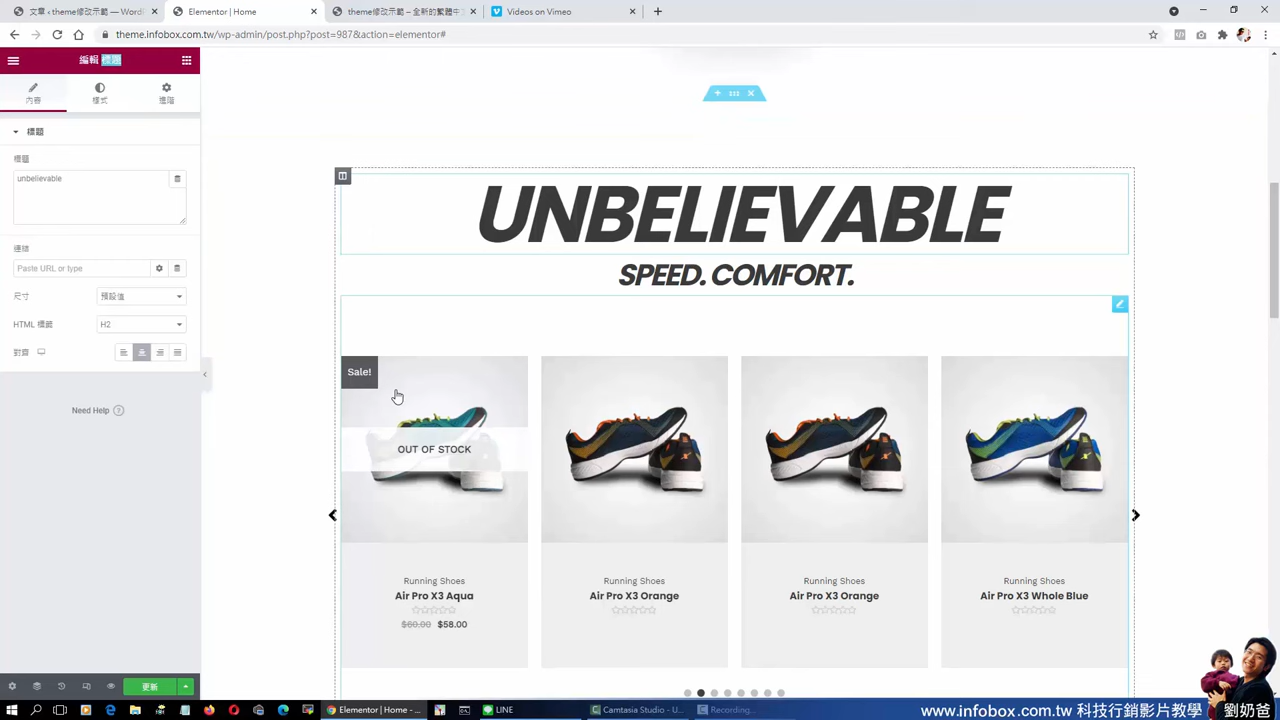 文章 ‹ theme修改示範 — WordP
Elementor | Home
theme修改示範 – 全新的繁體中文
Videos on Vimeo
theme.infobox.com.tw/wp-admin/post.php?post=987&action=elementor#
編輯 標題
內容
樣式
進階
標題
標題
unbelievable
連結
Paste URL or type
尺寸
預設值
HTML 標籤
H2
對齊
Need Help
更新
UNBELIEVABLE
SPEED. COMFORT.
Sale!
OUT OF STOCK
Running Shoes
Air Pro X3 Aqua
$60.00 $58.00
Running Shoes
Air Pro X3 Orange
Running Shoes
Air Pro X3 Orange
Running Shoes
Air Pro X3 Whole Blue
Elementor | Home - ...
LINE
Camtasia Studio - U...
Recording...
www.infobox.com.tw 科技行銷影片教學
劉奶爸